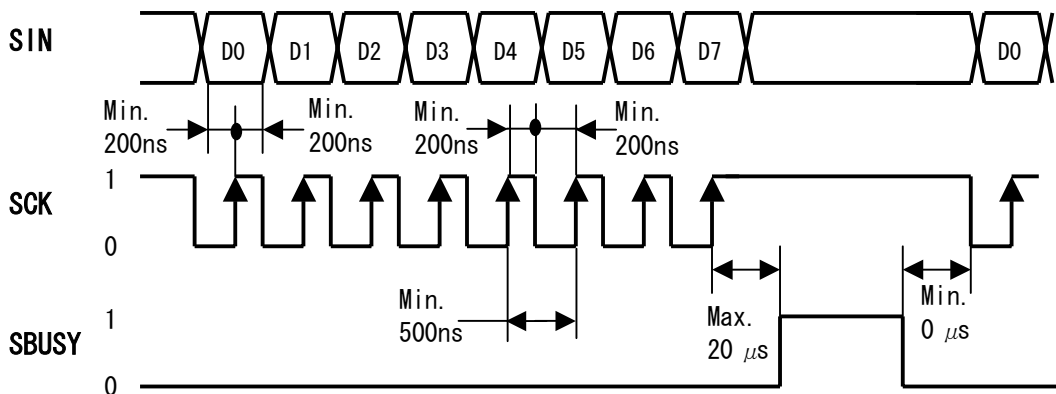 SIN D0 D1 D2 D3 D4 D5 D6 D7 D0
Min. Min. Min. Min.
200ns 200ns 200ns 200ns
1
SCK
0
Min. Min.
1 500ns Max. 0 μs
SBUSY 20 μs
0